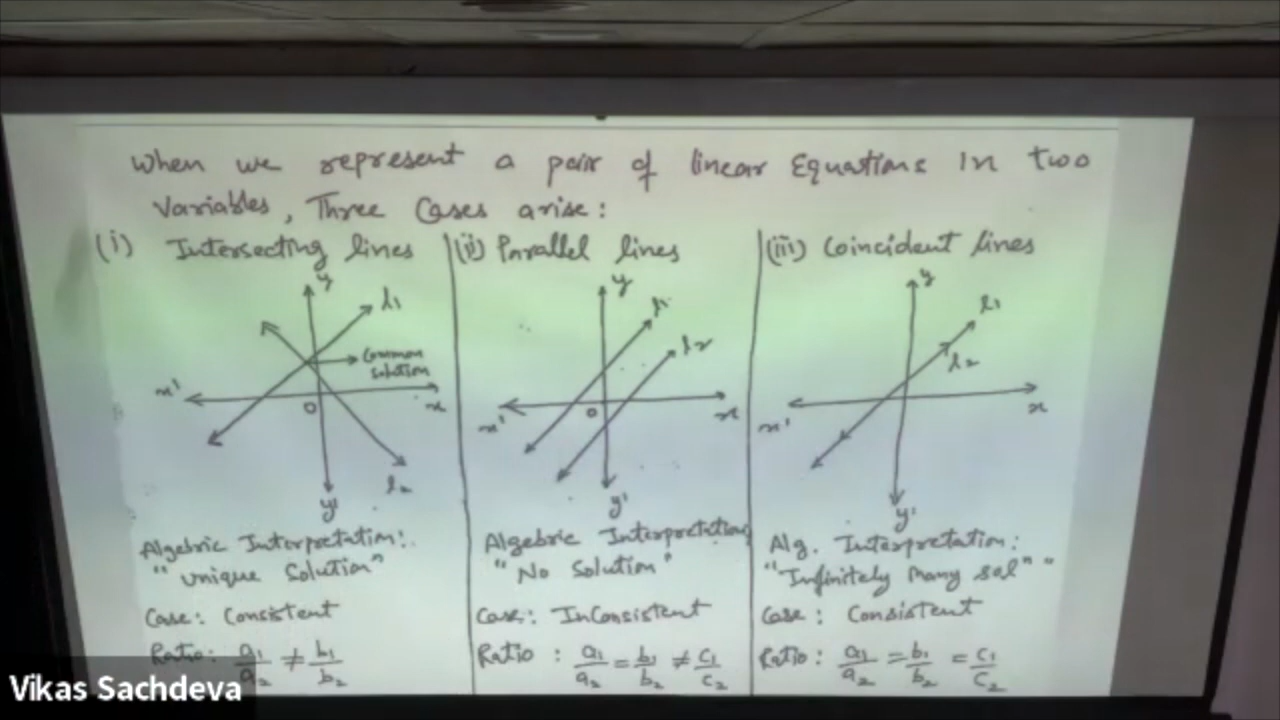 When we represent a pair of linear Equations in two
Variables, Three Cases arise:
(i) Intersecting lines
y
l1
Common
solution
x'
O
x
l2
y'
Algebric Interpretation:
"Unique Solution"
Case: Consistent
Ratio: a1/a2 ≠ b1/b2
(ii) Parallel lines
y
l1
l2
x'
O
x
y'
Algebric Interpretation
"No Solution"
Case: InConsistent
Ratio : a1/a2 = b1/b2 ≠ c1/c2
(iii) Coincident lines
y
l1
l2
x'
x
y'
Alg. Interpretation:
"Infinitely many sol""
Case: Consistent
Ratio: a1/a2 = b1/b2 = c1/c2
Vikas Sachdeva